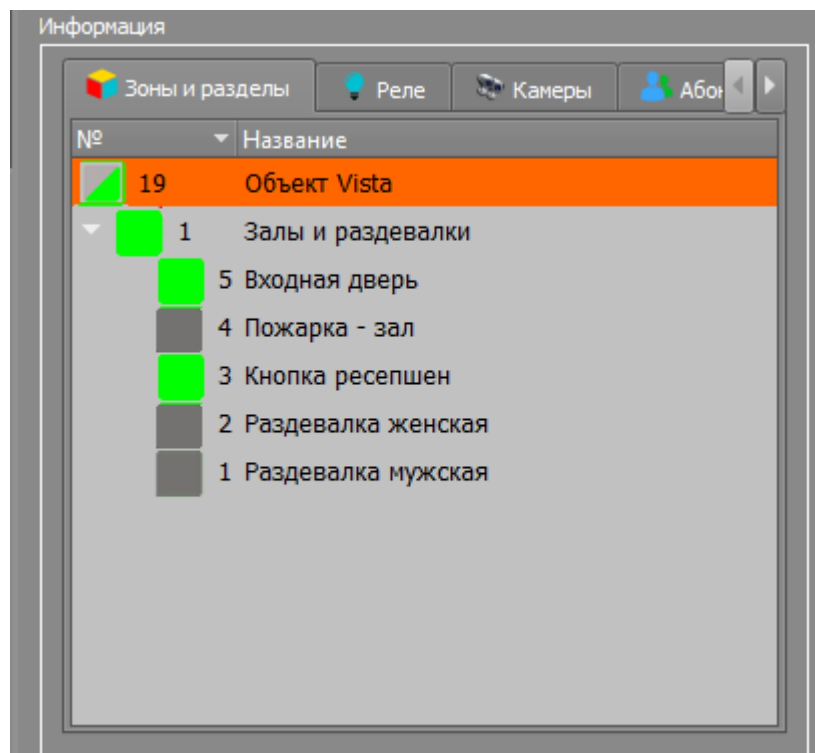 Информация
Зоны и разделы Реле Камеры Або
№ Название
19 Объект Vista
1 Залы и раздевалки
5 Входная дверь
4 Пожарка - зал
3 Кнопка ресепшен
2 Раздевалка женская
1 Раздевалка мужская